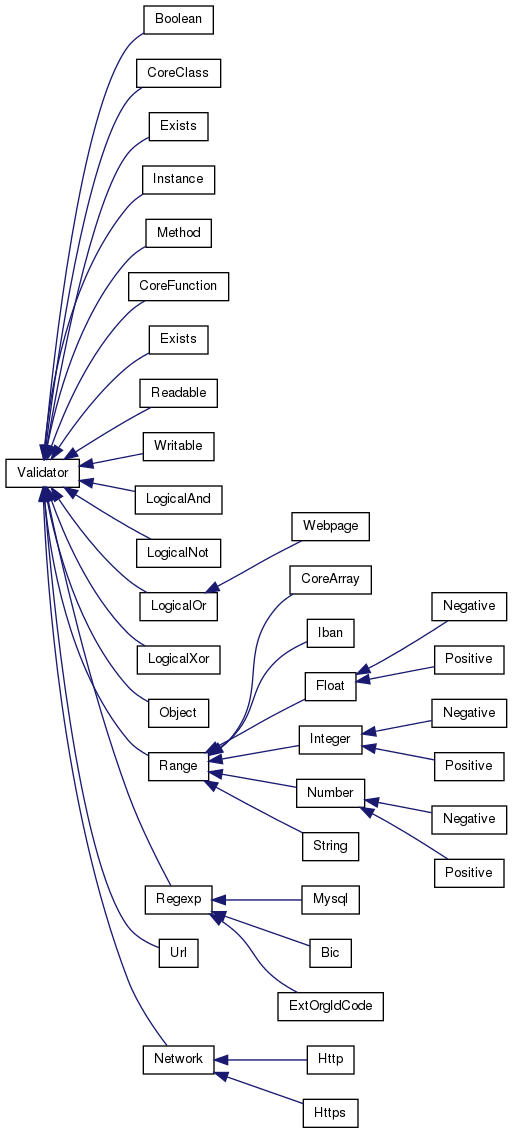 Boolean
CoreClass
Exists
Instance
Method
CoreFunction
Exists
Readable
Writable
Validator
LogicalAnd
LogicalNot
LogicalOr
Webpage
LogicalXor
Object
Range
CoreArray
Iban
Float
Negative
Positive
Integer
Negative
Positive
Number
Negative
Positive
String
Regexp
Mysql
Bic
ExtOrgIdCode
Url
Network
Http
Https